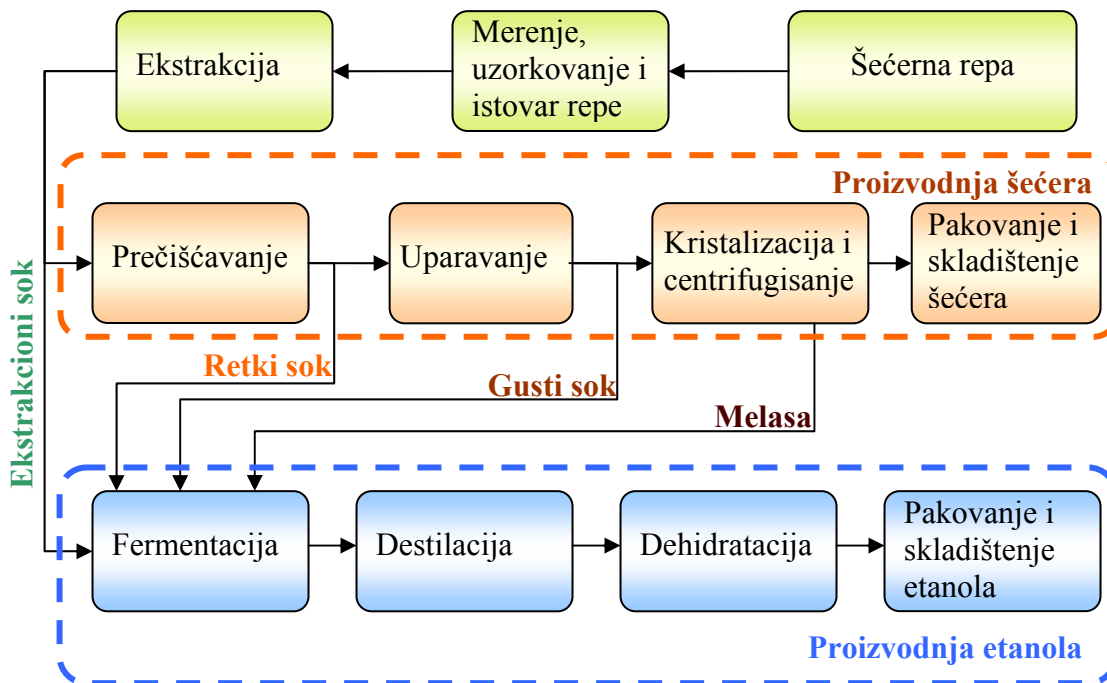 Ekstrakcija
Merenje,
uzorkovanje i
istovar repe
Šećerna repa
Proizvodnja šećera
Prečišćavanje
Uparavanje
Kristalizacija i
centrifugisanje
Pakovanje i
skladištenje
šećera
Ekstrakcioni sok
Retki sok
Gusti sok
Melasa
Fermentacija
Destilacija
Dehidratacija
Pakovanje i
skladištenje
etanola
Proizvodnja etanola